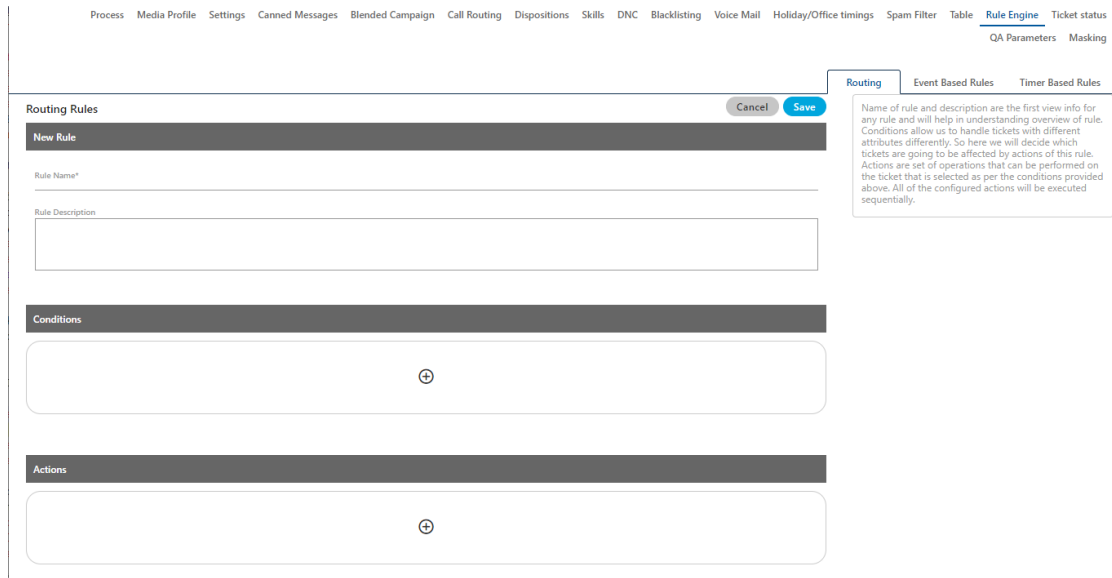 Process Media Profile Settings Canned Messages Blended Campaign Call Routing Dispositions Skills DNC Blacklisting Voice Mail Holiday/Office timings Spam Filter Table Rule Engine Ticket status
QA Parameters Masking
Routing Event Based Rules Timer Based Rules
Routing Rules Cancel Save
New Rule
Rule Name*
Rule Description
Conditions
Actions
Name of rule and description are the first view info for
any rule and will help in understanding overview of rule.
Conditions allow us to handle tickets with different
attributes differently. So here we will decide which
tickets are going to be affected by actions of this rule.
Actions are set of operations that can be performed on
the ticket that is selected as per the conditions provided
above. All of the configured actions will be executed
sequentially.